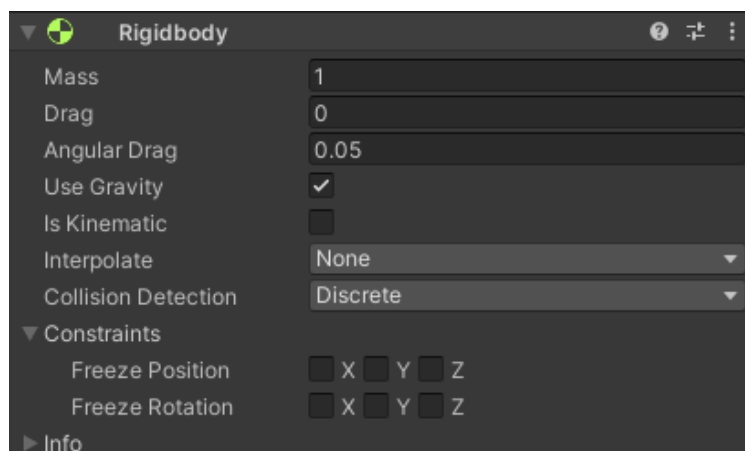 Rigidbody
Mass 1
Drag 0
Angular Drag 0.05
Use Gravity
Is Kinematic
Interpolate None
Collision Detection Discrete
Constraints
Freeze Position X Y Z
Freeze Rotation X Y Z
Info